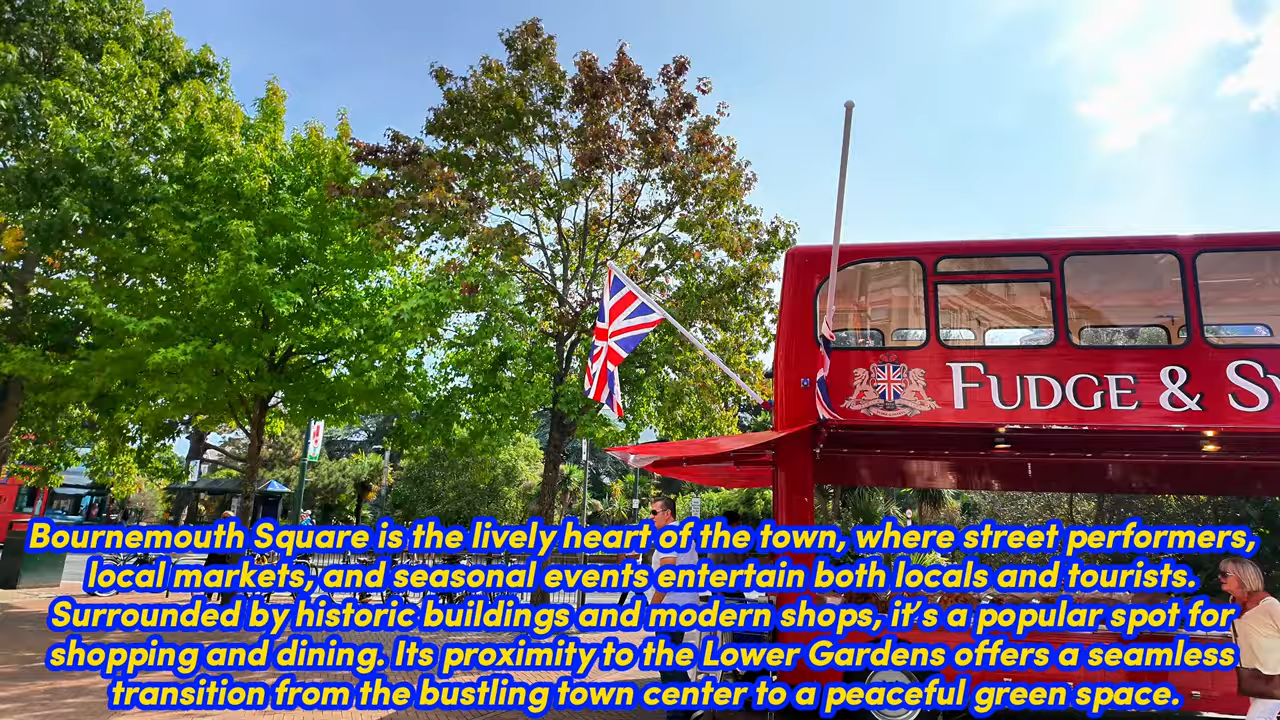 FUDGE & SW
Bournemouth Square is the lively heart of the town, where street performers,
local markets, and seasonal events entertain both locals and tourists.
Surrounded by historic buildings and modern shops, it's a popular spot for
shopping and dining. Its proximity to the Lower Gardens offers a seamless
transition from the bustling town center to a peaceful green space.